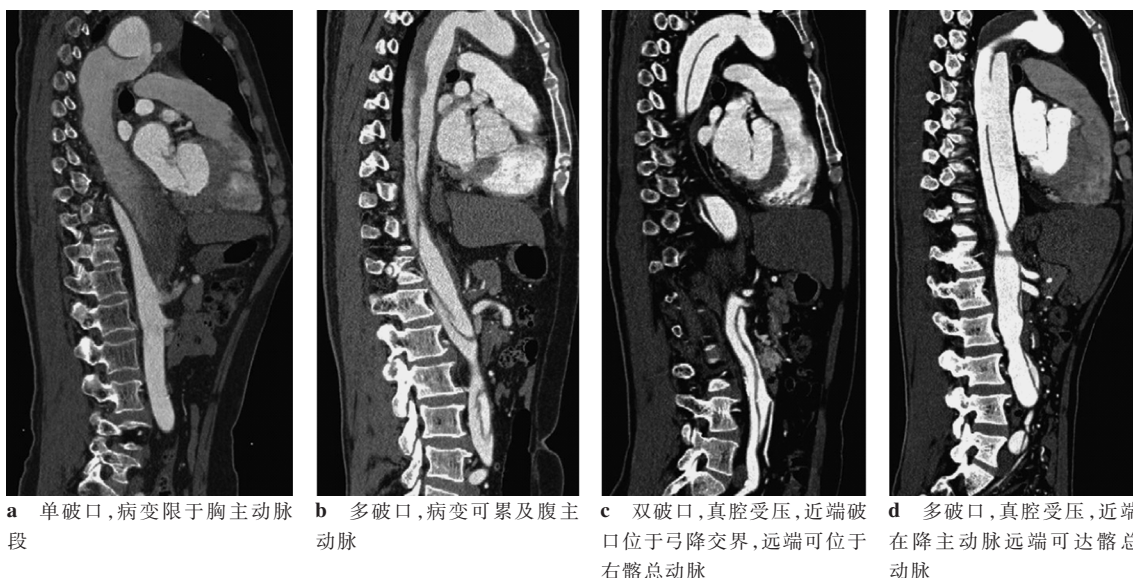 a 单破口,病变限于胸主动脉
段
b 多破口,病变可累及腹主
动脉
c 双破口,真腔受压,近端破
口位于弓降交界,远端可位于
右髂总动脉
d 多破口,真腔受压,近端
在降主动脉远端可达髂总
动脉